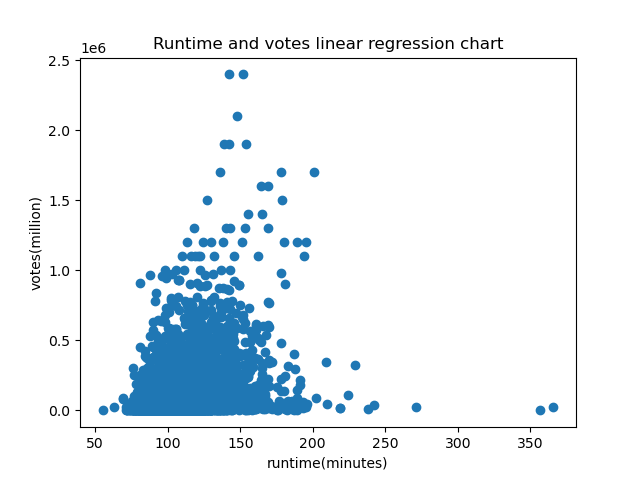 Runtime and votes linear regression chart
1e6
2.5
2.0
1.5
1.0
0.5
0.0
votes(million)
50 100 150 200 250 300 350
runtime(minutes)